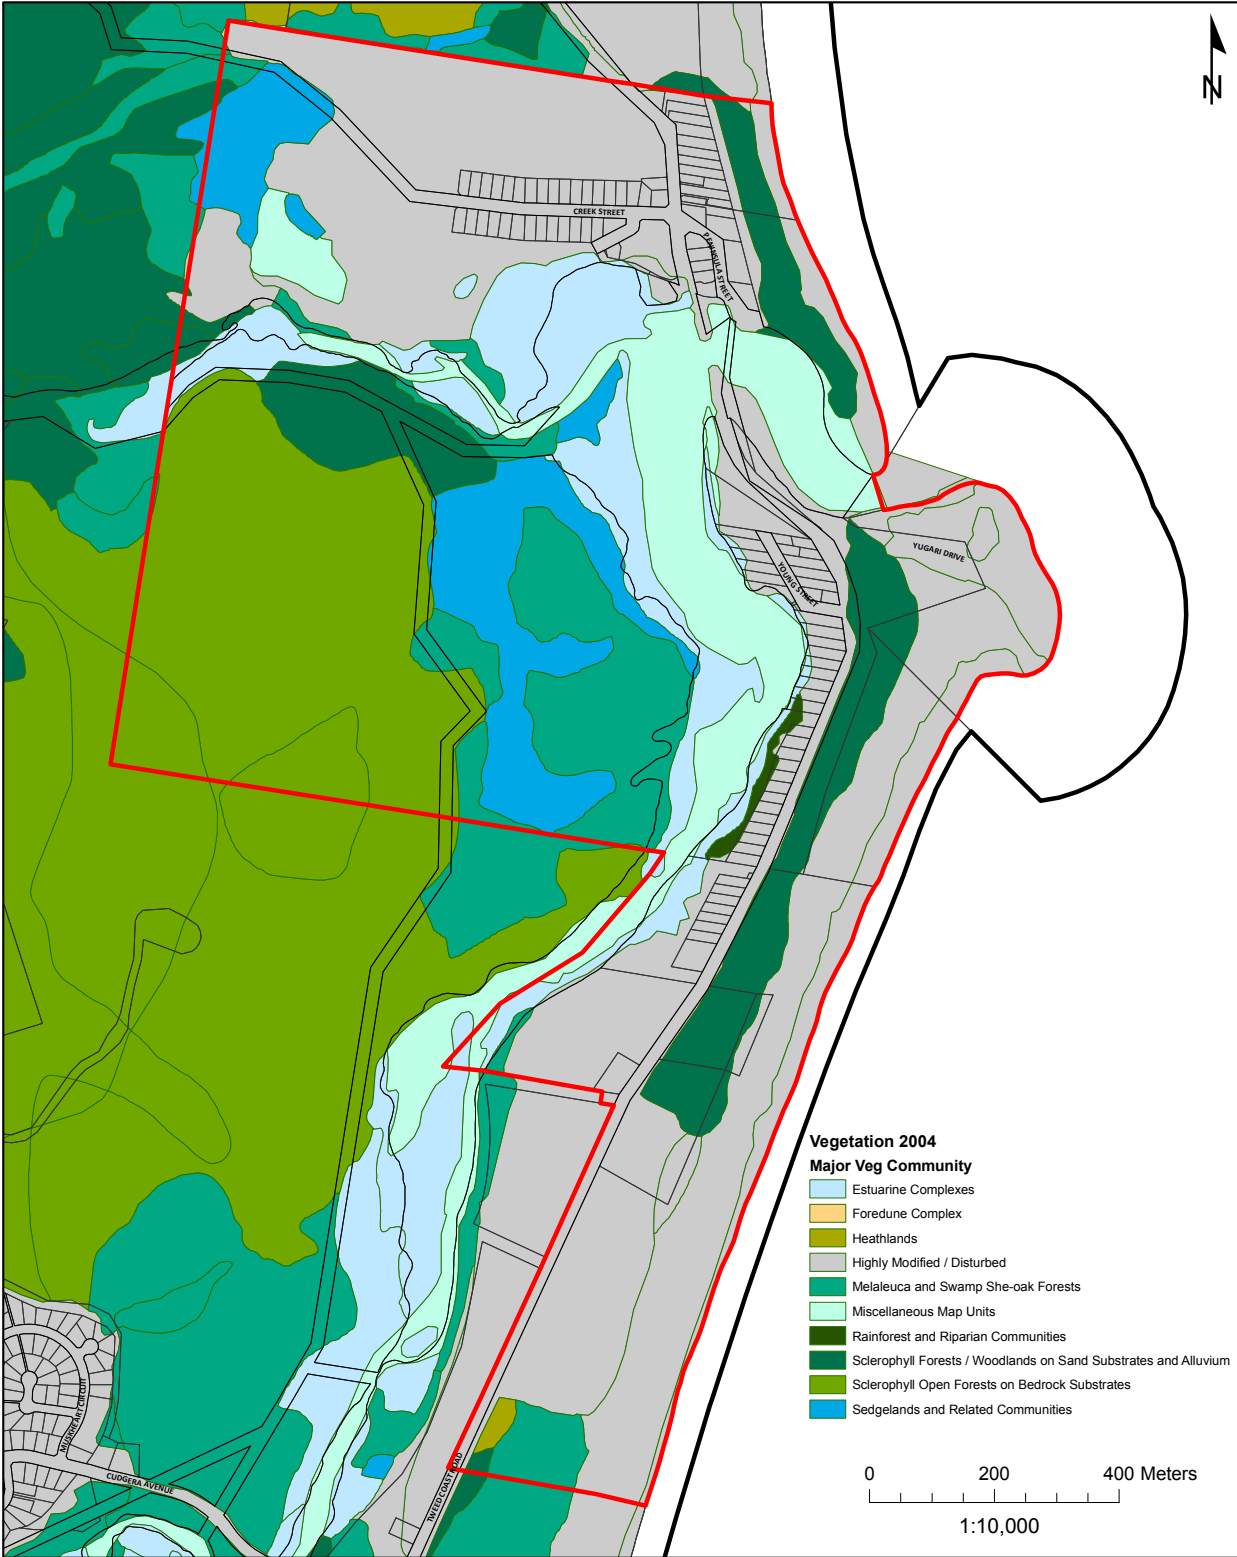 N
CREEK STREET
PENINSULA STREET
YUGARI DRIVE
YOUNG STREET
Vegetation 2004
Major Veg Community
Estuarine Complexes
Foredune Complex
Heathlands
Highly Modified / Disturbed
Melaleuca and Swamp She-oak Forests
Miscellaneous Map Units
Rainforest and Riparian Communities
Sclerophyll Forests / Woodlands on Sand Substrates and Alluvium
Sclerophyll Open Forests on Bedrock Substrates
Sedgelands and Related Communities
MUSKHEART CIRCUIT
CUDGERA AVENUE
TWEED COAST ROAD
0 200 400 Meters
1:10,000